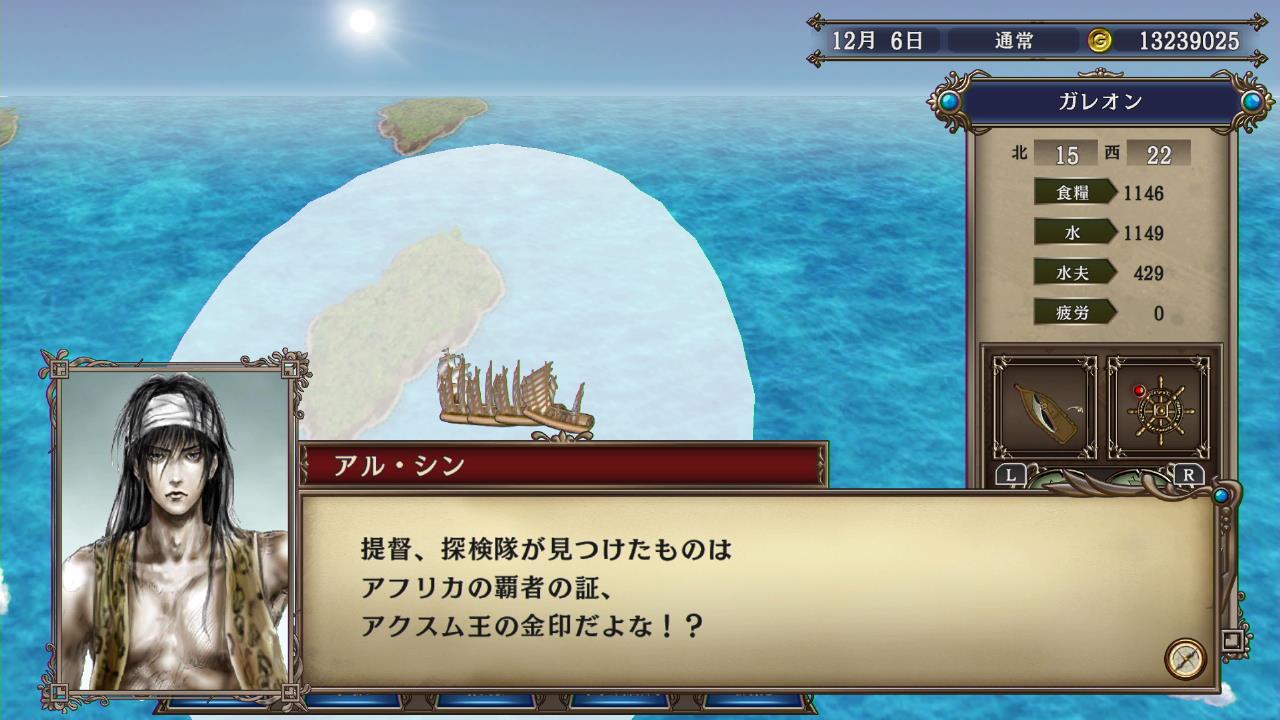 12月 6日 通常 G 13239025
ガレオン
北 15 西 22
食糧 1146
水 1149
水夫 429
疲労 0
L R
アル・シン
提督、探検隊が見つけたものは
アフリカの覇者の証、
アクスム王の金印だよな！？